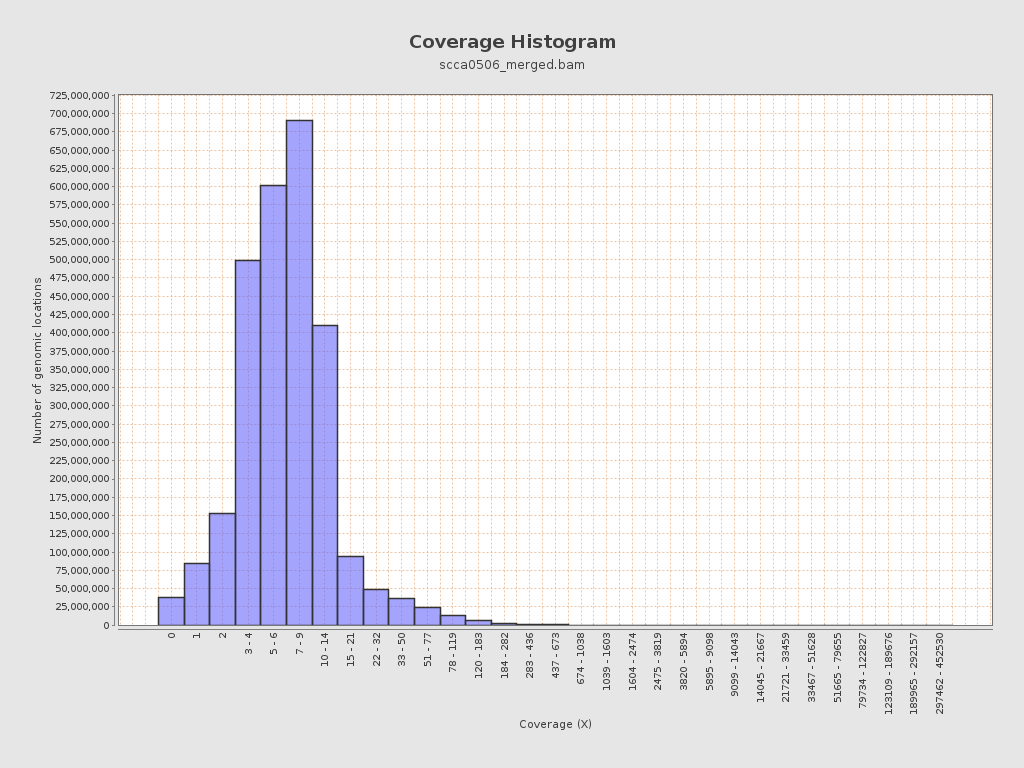 Coverage Histogram
scca0506_merged.bam
725,000,000
700,000,000
675,000,000
650,000,000
625,000,000
600,000,000
575,000,000
550,000,000
525,000,000
500,000,000
475,000,000
450,000,000
425,000,000
400,000,000
375,000,000
350,000,000
325,000,000
300,000,000
275,000,000
250,000,000
225,000,000
200,000,000
175,000,000
150,000,000
125,000,000
100,000,000
75,000,000
50,000,000
25,000,000
0
Number of genomic locations
0
1
2
3 - 4
5 - 6
7 - 9
10 - 14
15 - 21
22 - 32
33 - 50
51 - 77
78 - 119
120 - 183
184 - 282
283 - 436
437 - 673
674 - 1038
1039 - 1603
1604 - 2474
2475 - 3819
3820 - 5894
5895 - 9098
9099 - 14043
14045 - 21667
21721 - 33459
33467 - 51628
51665 - 79655
79734 - 122827
123109 - 189676
189965 - 292157
297462 - 452530
Coverage (X)